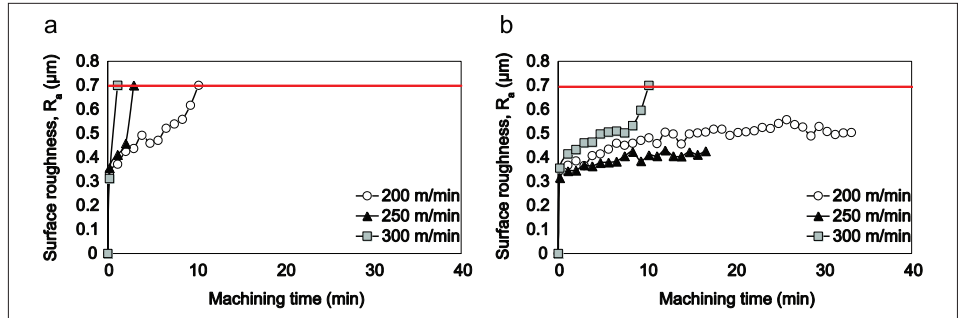 a
Surface roughness, Ra (μm)
0.8
0.7
0.6
0.5
0.4
0.3
0.2
0.1
0
200 m/min
250 m/min
300 m/min
0 10 20 30 40
Machining time (min)
b
Surface roughness, Ra (μm)
0.8
0.7
0.6
0.5
0.4
0.3
0.2
0.1
0
200 m/min
250 m/min
300 m/min
0 10 20 30 40
Machining time (min)